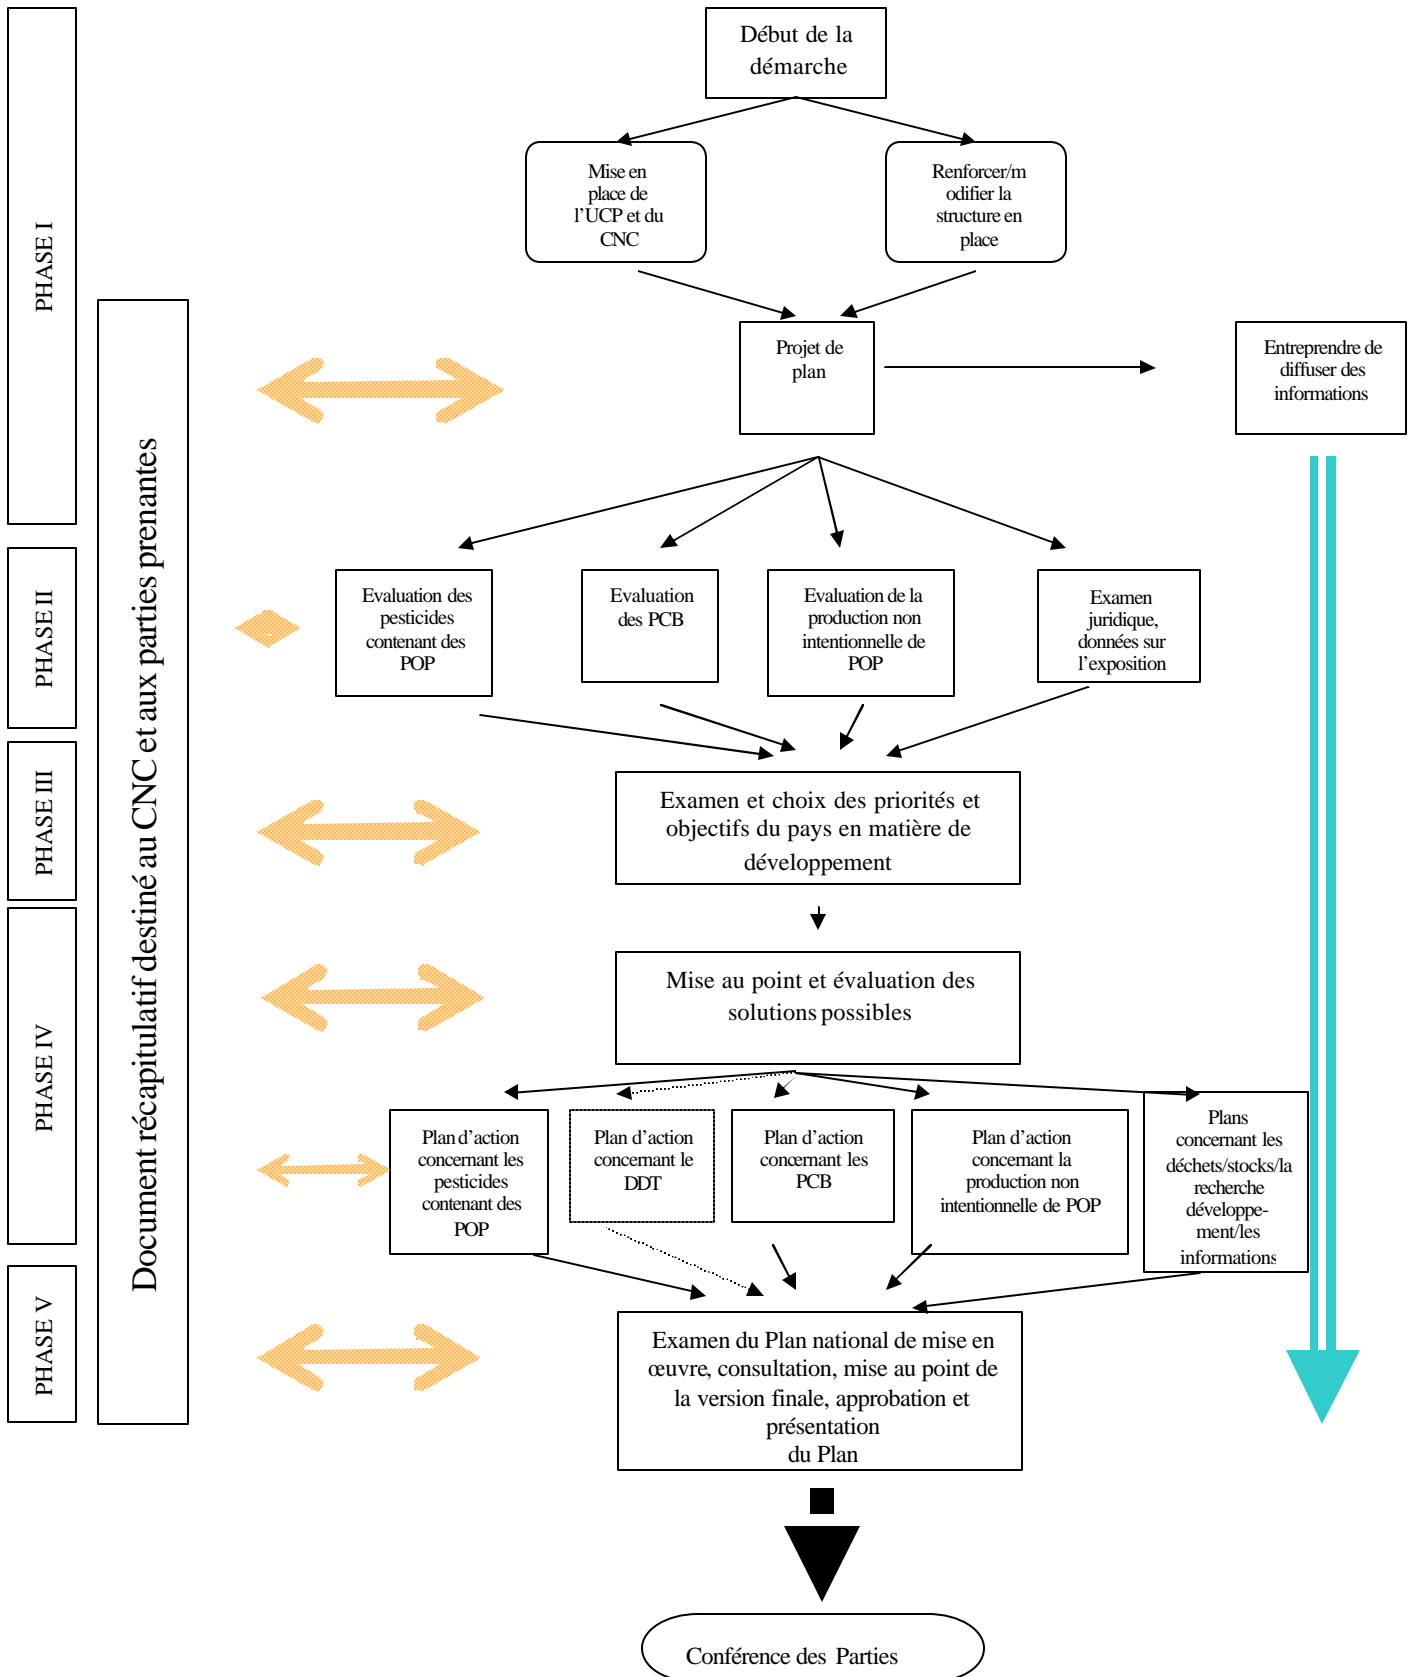 Début de la
démarche
Mise en
place de
l'UCP et du
CNC
Renforcer/m
odifier la
structure en
place
PHASE I
Projet de
plan
Entreprendre de
diffuser des
informations
Document récapitulatif destiné au CNC et aux parties prenantes
PHASE II
Evaluation des
pesticides
contenant des
POP
Evaluation
des PCB
Evaluation de la
production non
intentionnelle de
POP
Examen
juridique,
données sur
l'exposition
PHASE III
Examen et choix des priorités et
objectifs du pays en matière de
développement
PHASE IV
Mise au point et évaluation des
solutions possibles
Plan d'action
concernant les
pesticides
contenant des
POP
Plan d'action
concernant le
DDT
Plan d'action
concernant les
PCB
Plan d'action
concernant la
production non
intentionnelle de POP
Plans
concernant les
déchets/stocks/la
recherche
développe-
ment/les
informations
PHASE V
Examen du Plan national de mise en
œuvre, consultation, mise au point de
la version finale, approbation et
présentation
du Plan
Conférence des Parties